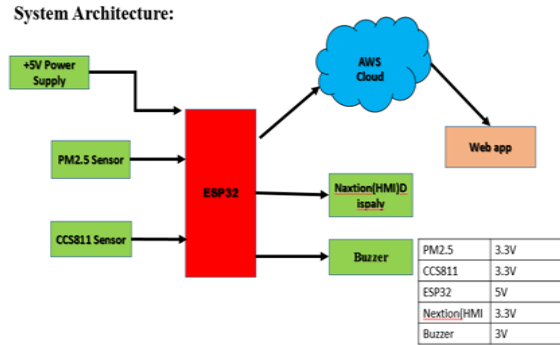 System Architecture:
+5V Power
Supply
AWS
Cloud
Web app
PM2.5 Sensor
ESP32
Naxtion(HMI)D
ispaly
CCS811 Sensor
Buzzer
PM2.5 3.3V
CCS811 3.3V
ESP32 5V
Nextion(HMI 3.3V
Buzzer 3V